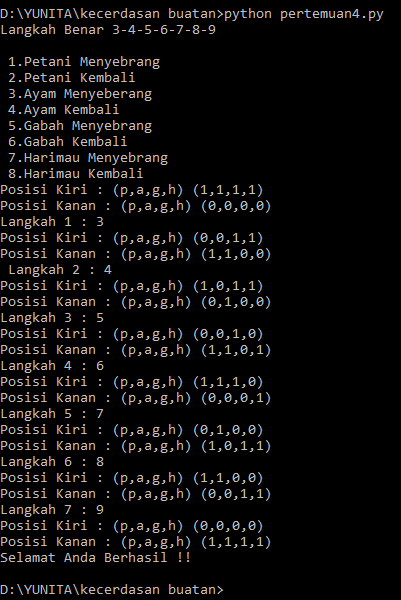 D:\YUNITA\kecerdasan buatan>python pertemuan4.py
Langkah Benar 3-4-5-6-7-8-9
1.Petani Menyebrang
2.Petani Kembali
3.Ayam Menyeberang
4.Ayam Kembali
5.Gabah Menyebrang
6.Gabah Kembali
7.Harimau Menyebrang
8.Harimau Kembali
Posisi Kiri : (p,a,g,h) (1,1,1,1)
Posisi Kanan : (p,a,g,h) (0,0,0,0)
Langkah 1 : 3
Posisi Kiri : (p,a,g,h) (0,0,1,1)
Posisi Kanan : (p,a,g,h) (1,1,0,0)
Langkah 2 : 4
Posisi Kiri : (p,a,g,h) (1,0,1,1)
Posisi Kanan : (p,a,g,h) (0,1,0,0)
Langkah 3 : 5
Posisi Kiri : (p,a,g,h) (0,0,1,0)
Posisi Kanan : (p,a,g,h) (1,1,0,1)
Langkah 4 : 6
Posisi Kiri : (p,a,g,h) (1,1,1,0)
Posisi Kanan : (p,a,g,h) (0,0,0,1)
Langkah 5 : 7
Posisi Kiri : (p,a,g,h) (0,1,0,0)
Posisi Kanan : (p,a,g,h) (1,0,1,1)
Langkah 6 : 8
Posisi Kiri : (p,a,g,h) (1,1,0,0)
Posisi Kanan : (p,a,g,h) (0,0,1,1)
Langkah 7 : 9
Posisi Kiri : (p,a,g,h) (0,0,0,0)
Posisi Kanan : (p,a,g,h) (1,1,1,1)
Selamat Anda Berhasil !!
D:\YUNITA\kecerdasan buatan>